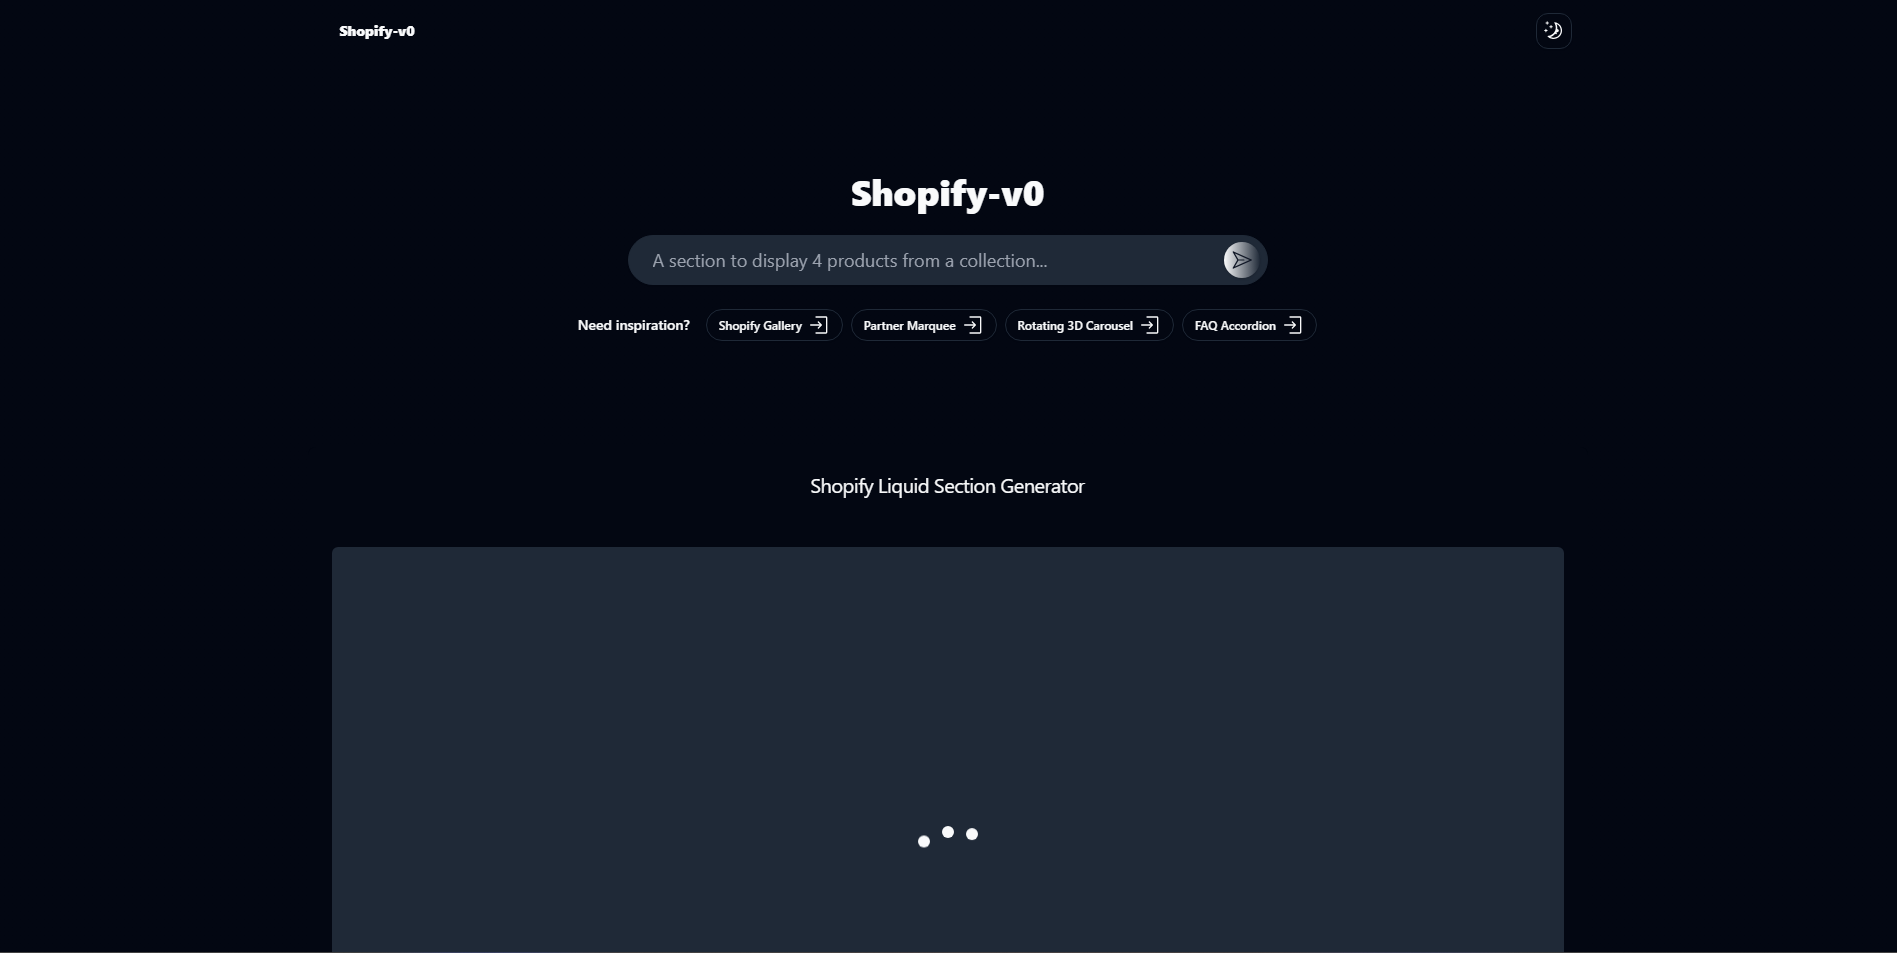 Shopify-v0
Shopify-v0
A section to display 4 products from a collection...
Need inspiration? Shopify Gallery Partner Marquee Rotating 3D Carousel FAQ Accordion
Shopify Liquid Section Generator